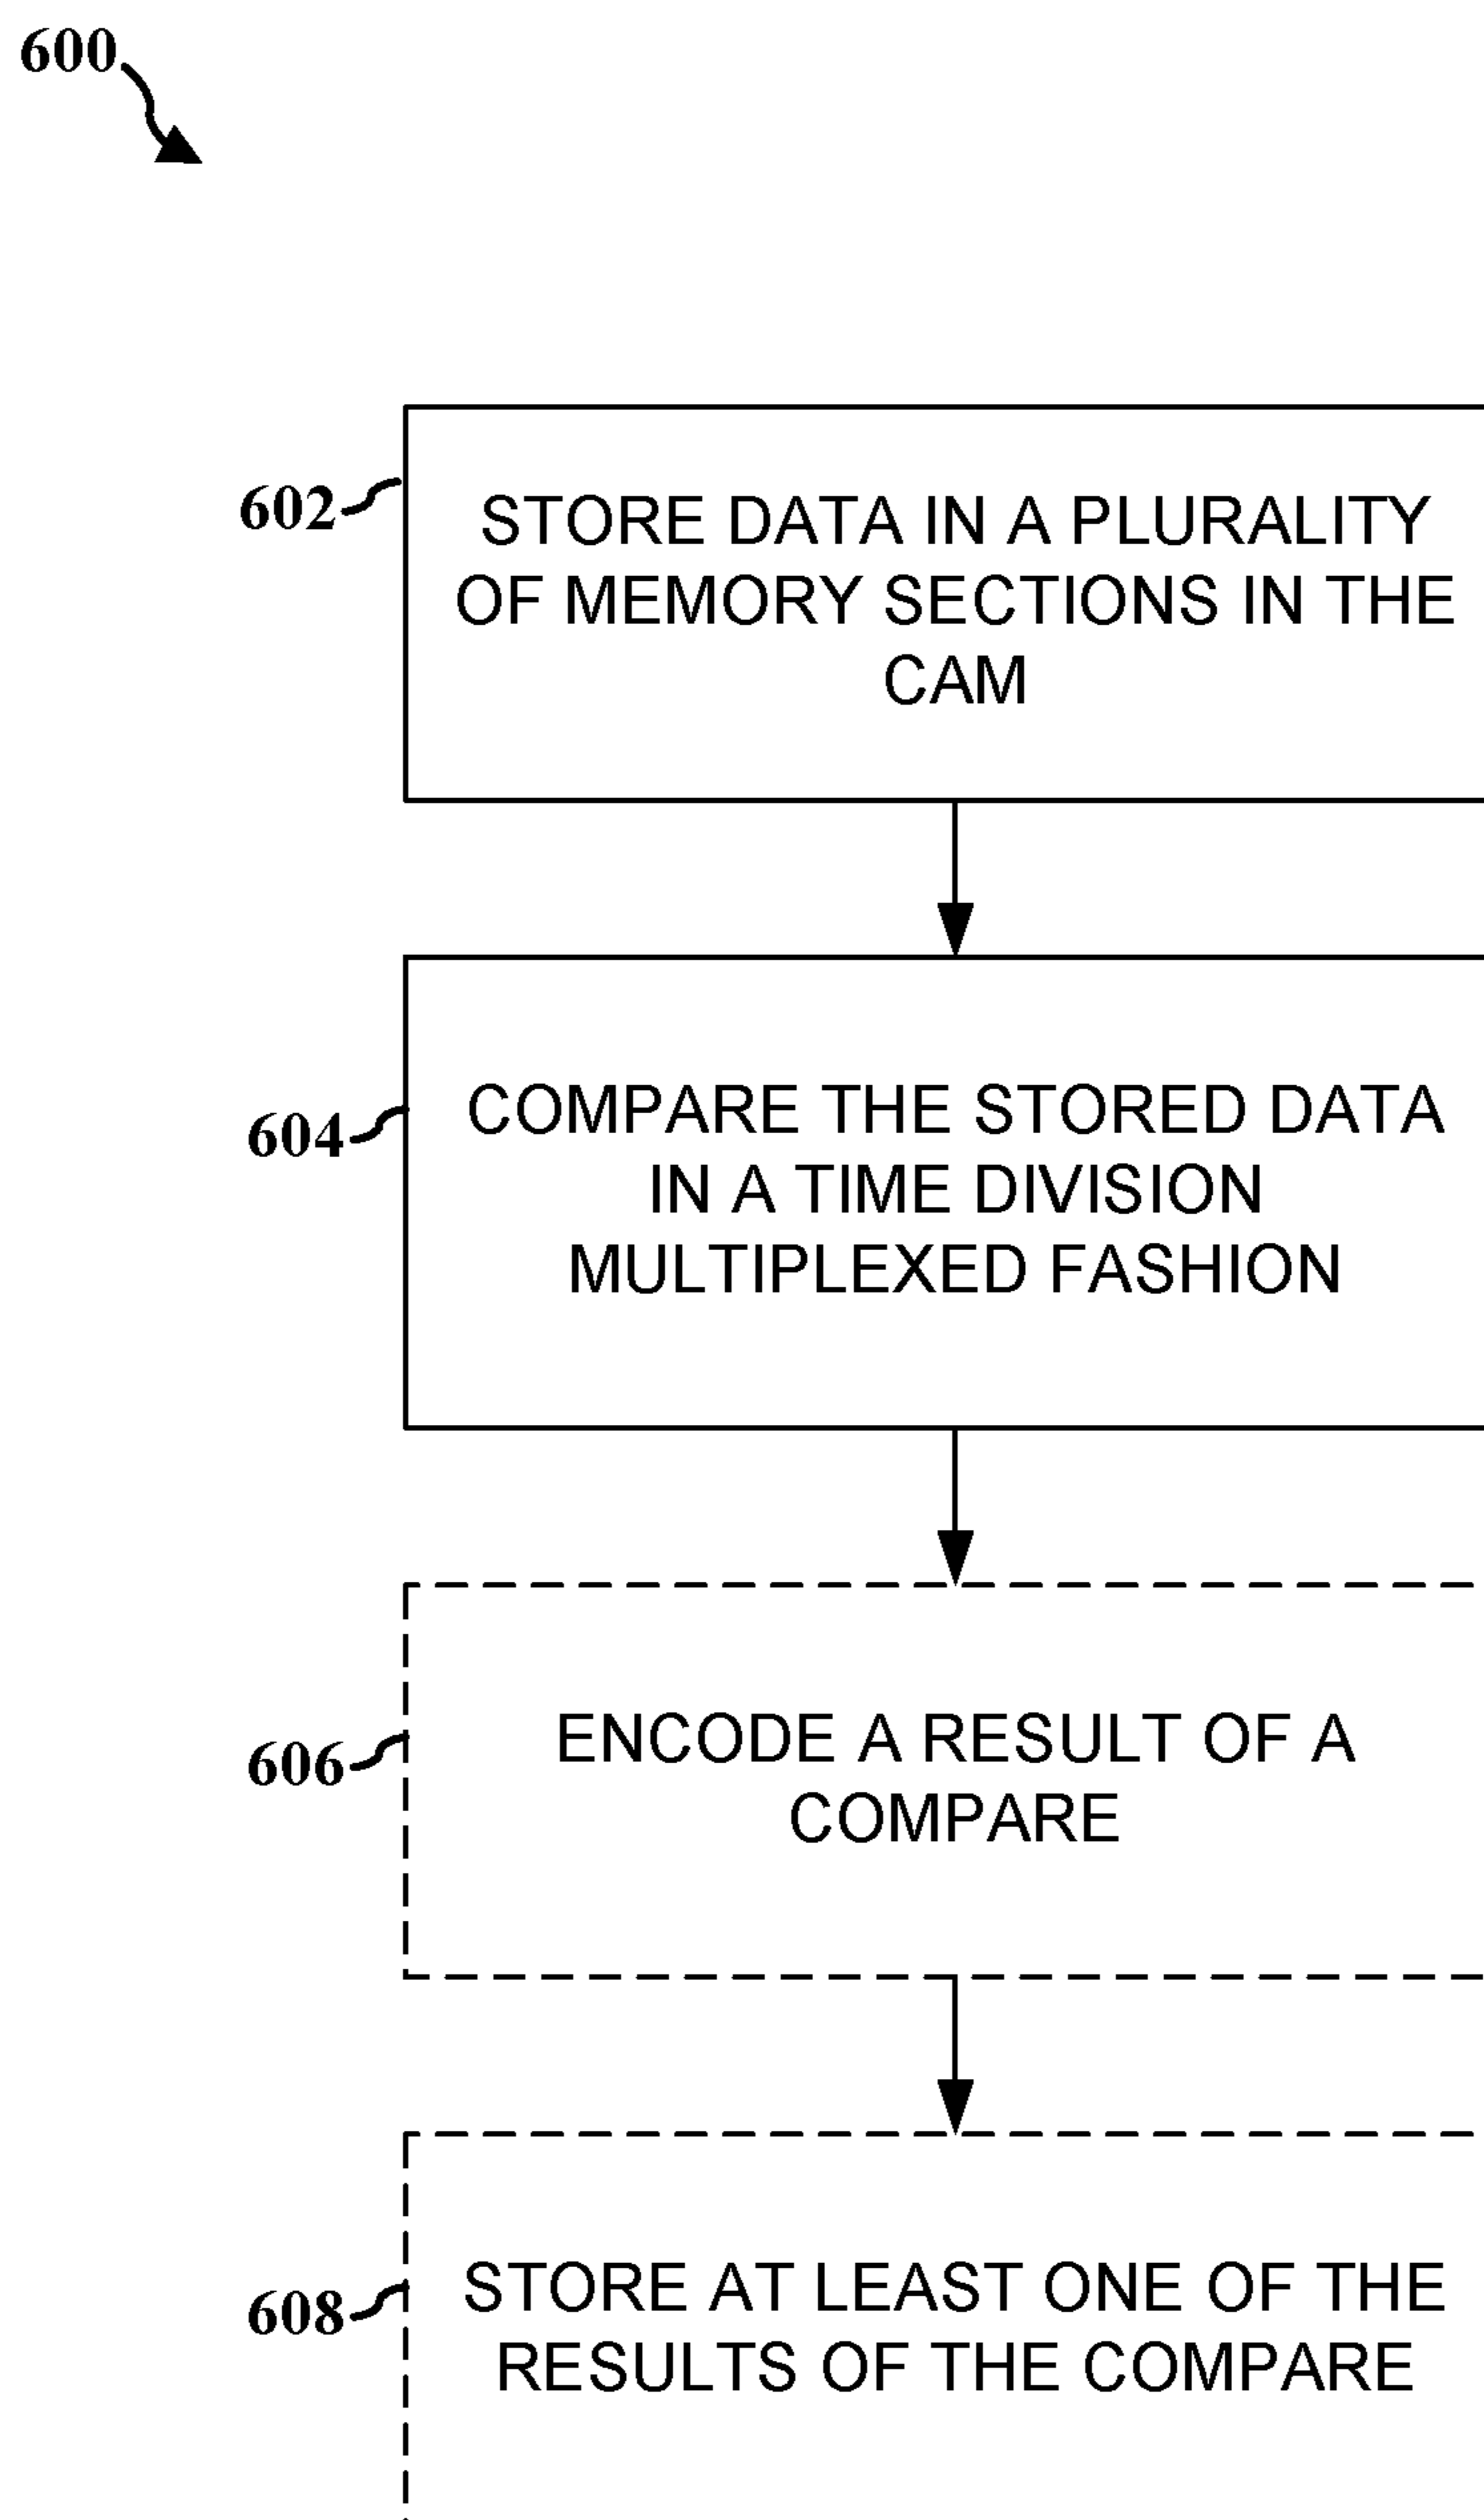 600
602
STORE DATA IN A PLURALITY
OF MEMORY SECTIONS IN THE
CAM
604
COMPARE THE STORED DATA
IN A TIME DIVISION
MULTIPLEXED FASHION
606
ENCODE A RESULT OF A
COMPARE
608
STORE AT LEAST ONE OF THE
RESULTS OF THE COMPARE